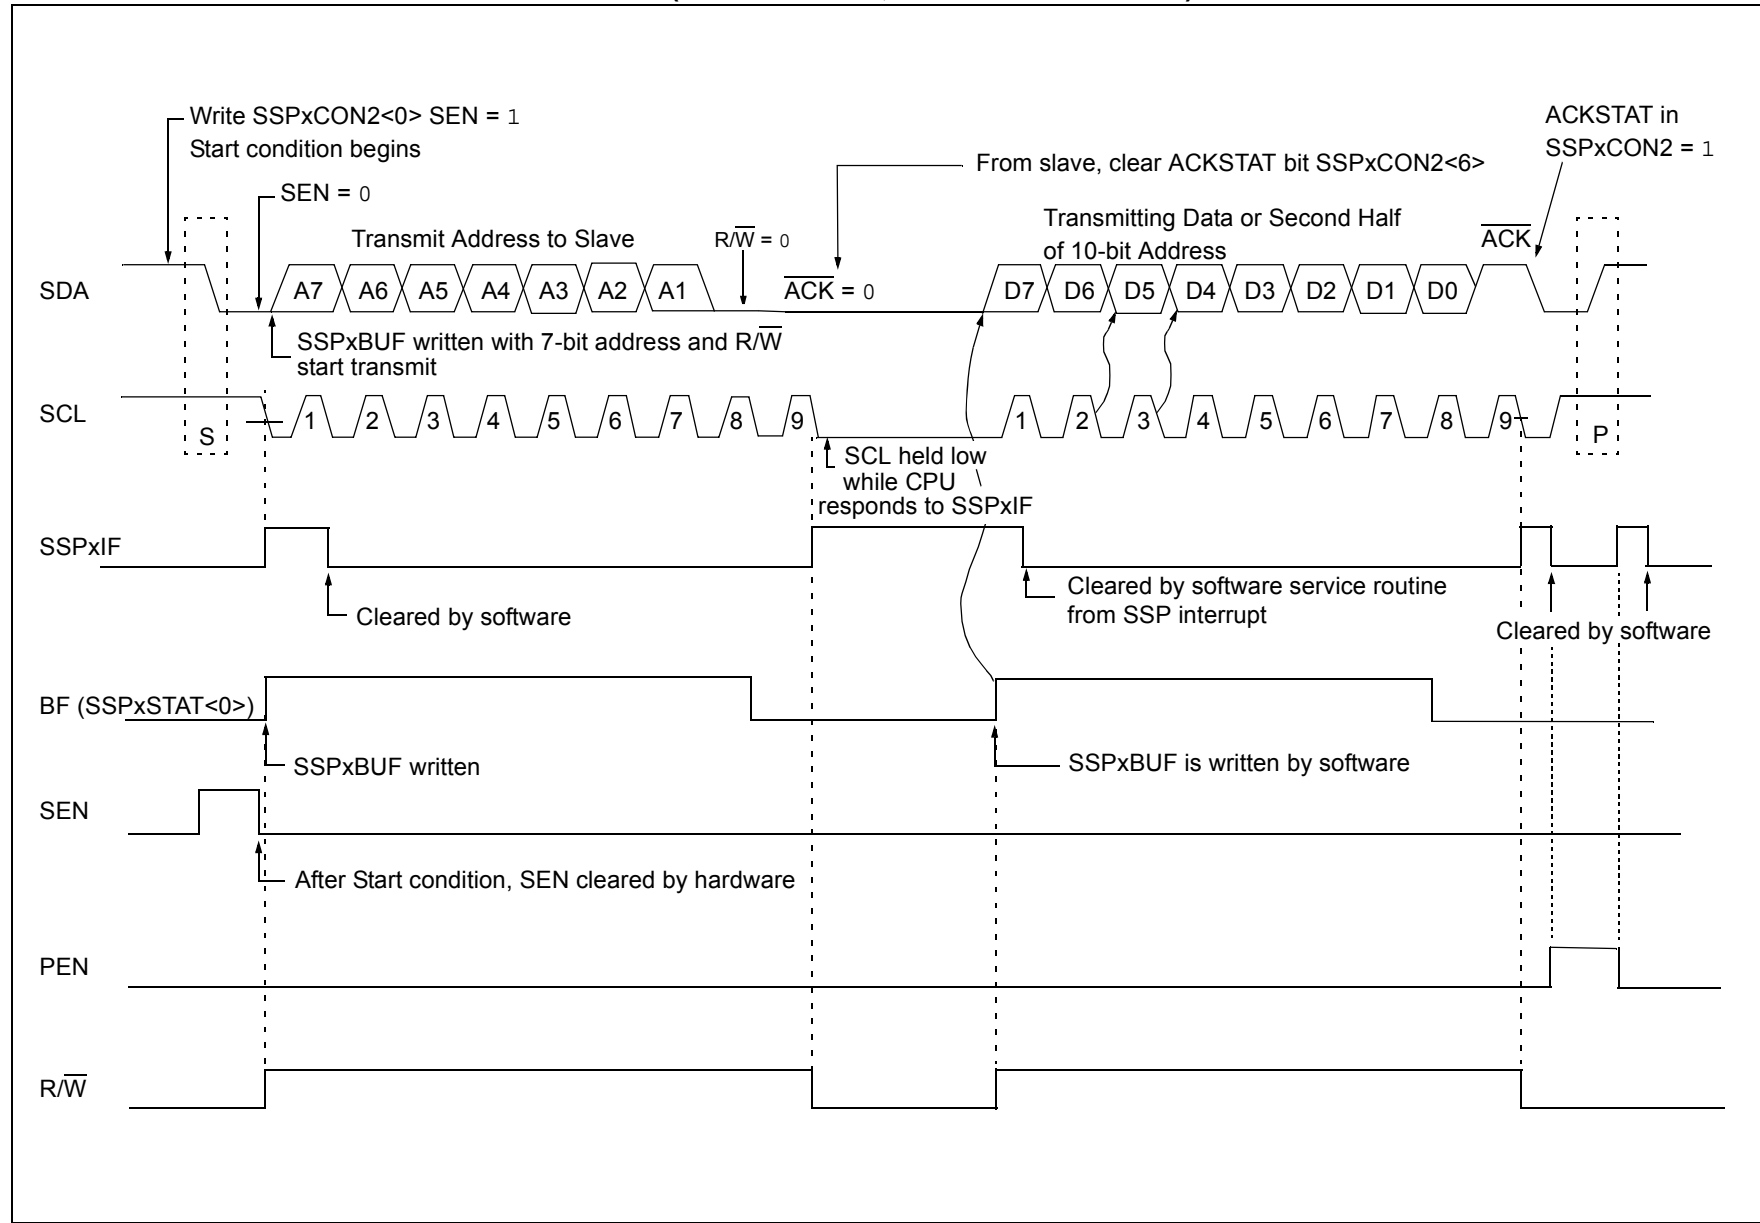 Write SSPxCON2<0> SEN = 1
Start condition begins
ACKSTAT in
SSPxCON2 = 1
From slave, clear ACKSTAT bit SSPxCON2<6>
SEN = 0
Transmitting Data or Second Half
of 10-bit Address
Transmit Address to Slave
R/W̅ = 0
A̅C̅K̅
SDA
A7
A6
A5
A4
A3
A2
A1
A̅C̅K̅ = 0
D7
D6
D5
D4
D3
D2
D1
D0
SSPxBUF written with 7-bit address and R/W̅
start transmit
SCL
S
1
2
3
4
5
6
7
8
9
1
2
3
4
5
6
7
8
9
P
SCL held low
while CPU
responds to SSPxIF
SSPxIF
Cleared by software
Cleared by software service routine
from SSP interrupt
Cleared by software
BF (SSPxSTAT<0>)
SSPxBUF written
SSPxBUF is written by software
SEN
After Start condition, SEN cleared by hardware
PEN
R/W̅